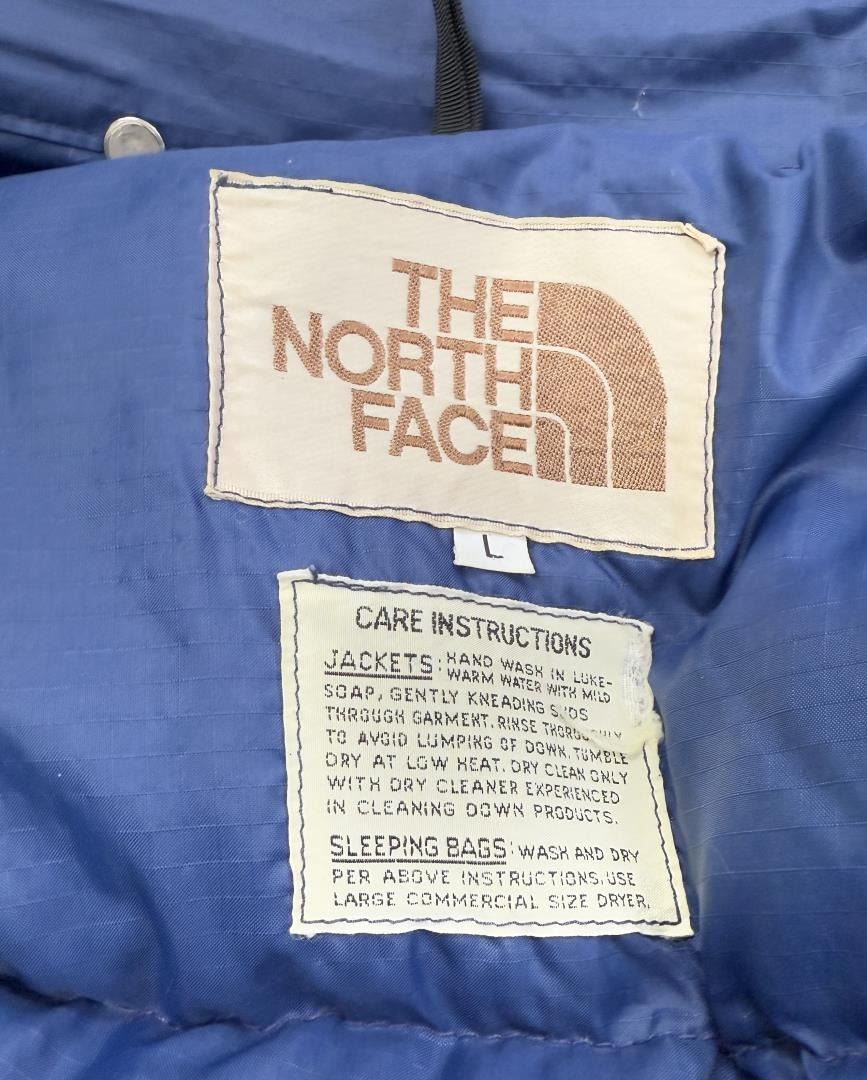 THE
NORTH
FACE
L
CARE INSTRUCTIONS
JACKETS: HAND WASH IN LUKE-
WARM WATER WITH MILD
SOAP, GENTLY KNEADING SUDS
THROUGH GARMENT. RINSE THOROUGHLY
TO AVOID LUMPING OF DOWN. TUMBLE
DRY AT LOW HEAT. DRY CLEAN ONLY
WITH DRY CLEANER EXPERIENCED
IN CLEANING DOWN PRODUCTS.
SLEEPING BAGS: WASH AND DRY
PER ABOVE INSTRUCTIONS. USE
LARGE COMMERCIAL SIZE DRYER.